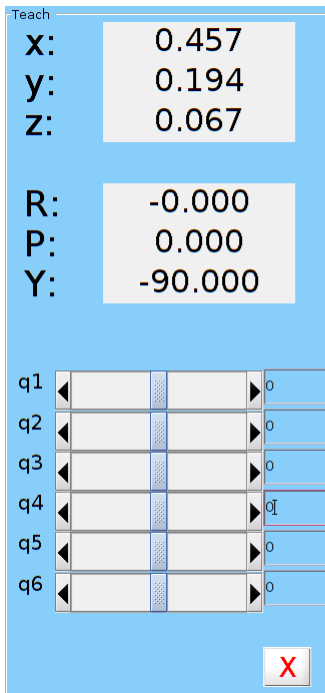 Teach
x: 0.457
y: 0.194
z: 0.067
R: -0.000
P: 0.000
Y: -90.000
q1 0
q2 0
q3 0
q4 0
q5 0
q6 0
X